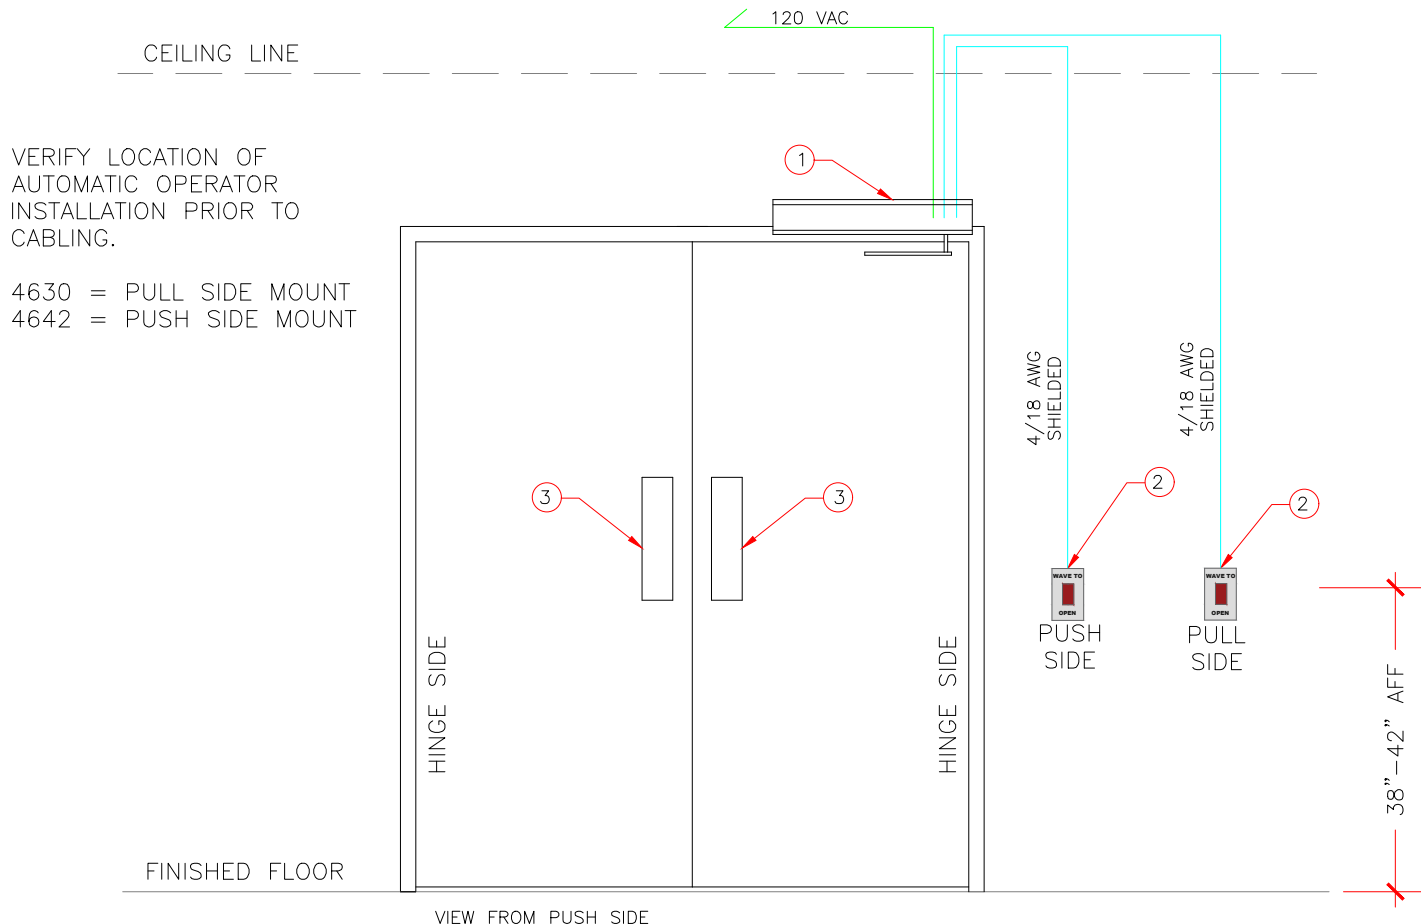 120 VAC
CEILING LINE
VERIFY LOCATION OF
AUTOMATIC OPERATOR
INSTALLATION PRIOR TO
CABLING.
4630 = PULL SIDE MOUNT
4642 = PUSH SIDE MOUNT
1
4/18 AWG
SHIELDED
4/18 AWG
SHIELDED
3
3
2
2
WAVE TO
OPEN
PUSH
SIDE
WAVE TO
OPEN
PULL
SIDE
HINGE SIDE
HINGE SIDE
38"-42" AFF
FINISHED FLOOR
VIEW FROM PUSH SIDE